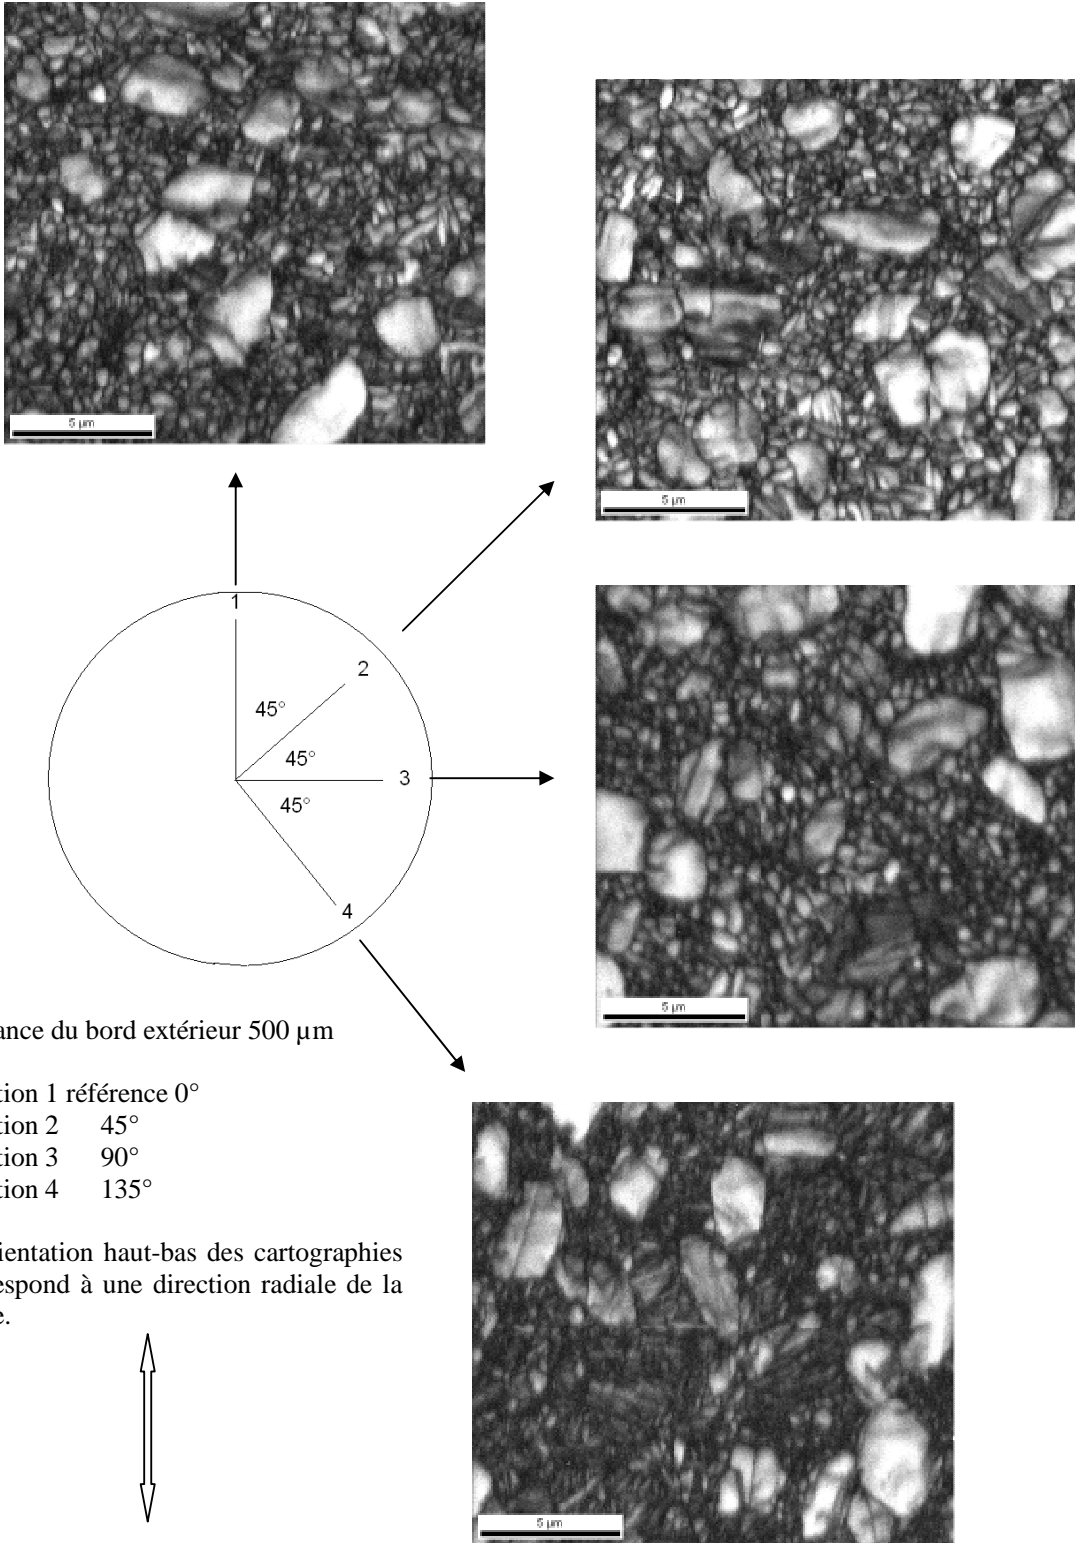 5 µm
5 µm
1
2
45°
45°
3
45°
4
5 µm
ance du bord extérieur 500 µm
tion 1 référence 0°
tion 2 45°
tion 3 90°
tion 4 135°
ientation haut-bas des cartographies
espond à une direction radiale de la
e.
5 µm